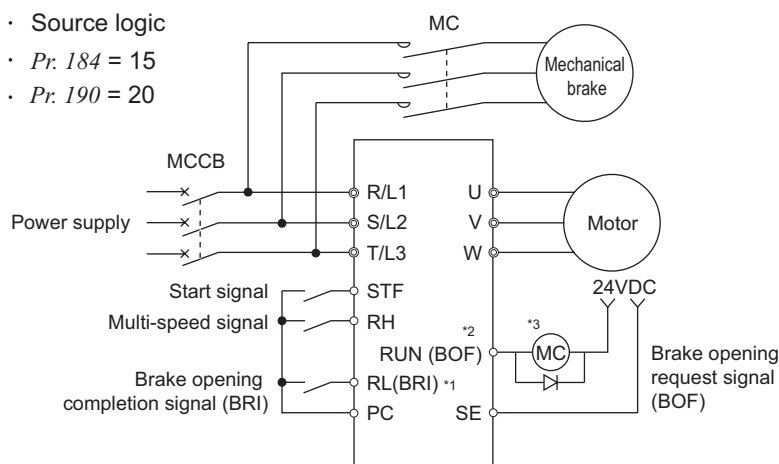 · Source logic
MC
· Pr. 184 = 15
· Pr. 190 = 20
Mechanical
brake
MCCB
R/L1
U
Power supply
S/L2
V
Motor
T/L3
W
24VDC
Start signal
STF
Multi-speed signal
RH
*2
*3
RUN (BOF)
MC
Brake opening
request signal
(BOF)
Brake opening
completion signal (BRI)
RL(BRI) *1
PC
SE